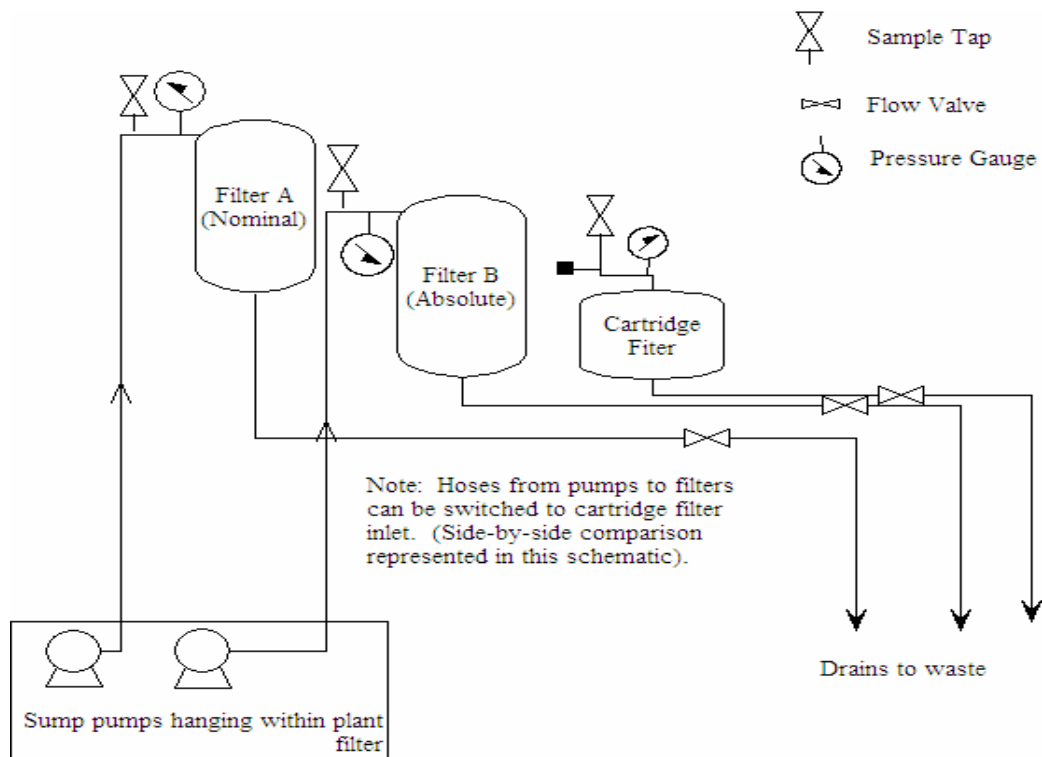 Sample Tap
Flow Valve
Pressure Gauge
Filter A
(Nominal)
Filter B
(Absolute)
Cartridge
Fiter
Note: Hoses from pumps to filters
can be switched to cartridge filter
inlet. (Side-by-side comparison
represented in this schematic).
Drains to waste
Sump pumps hanging within plant
filter